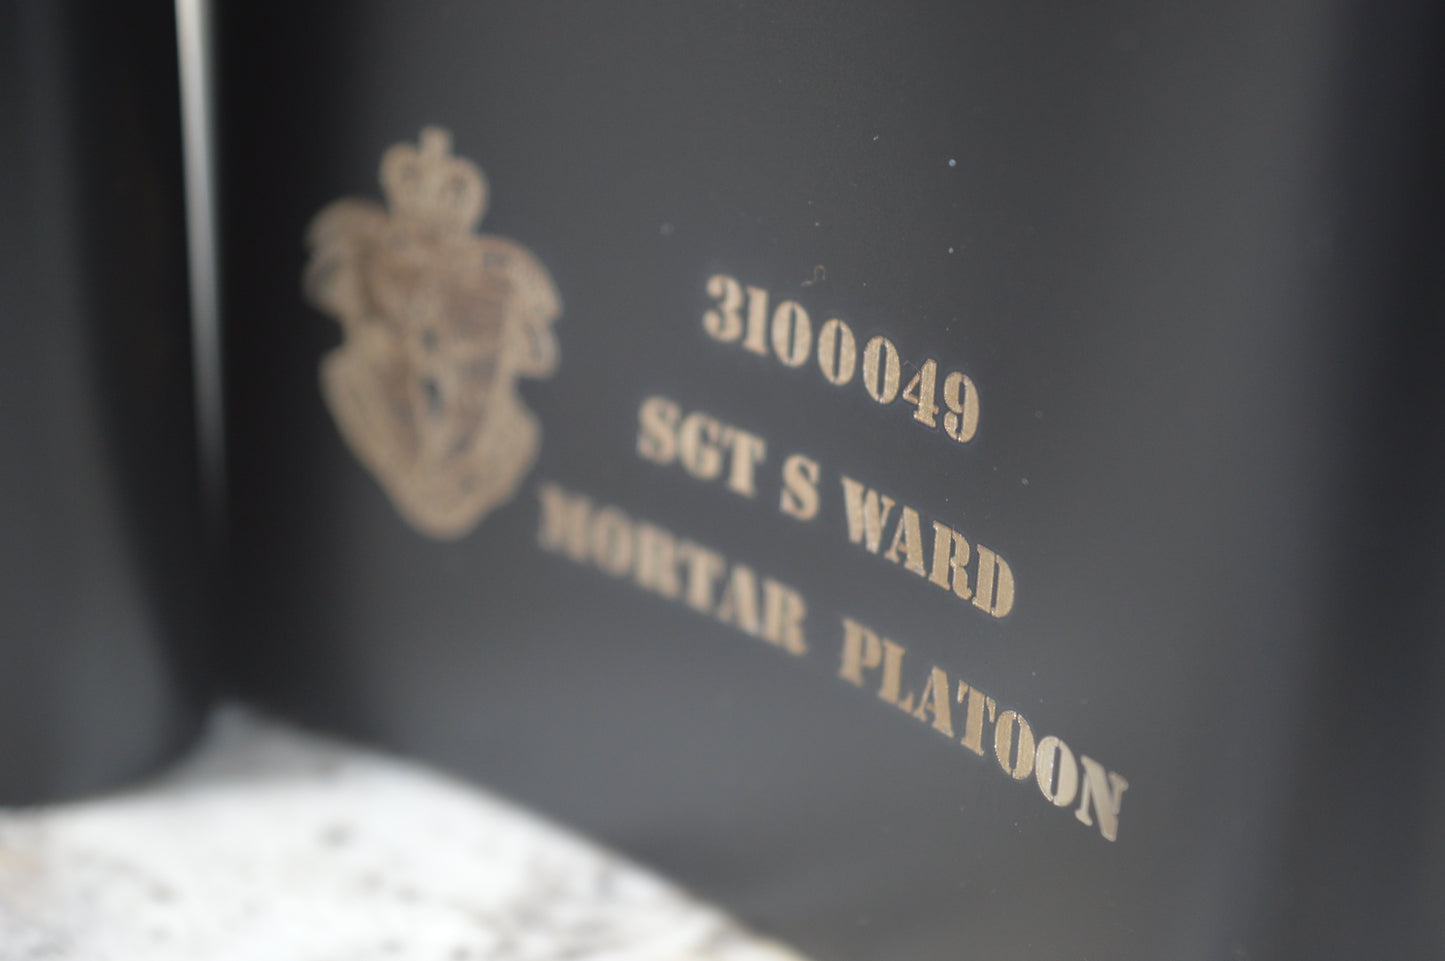 3100049
SGT S WARD
MORTAR PLATOON